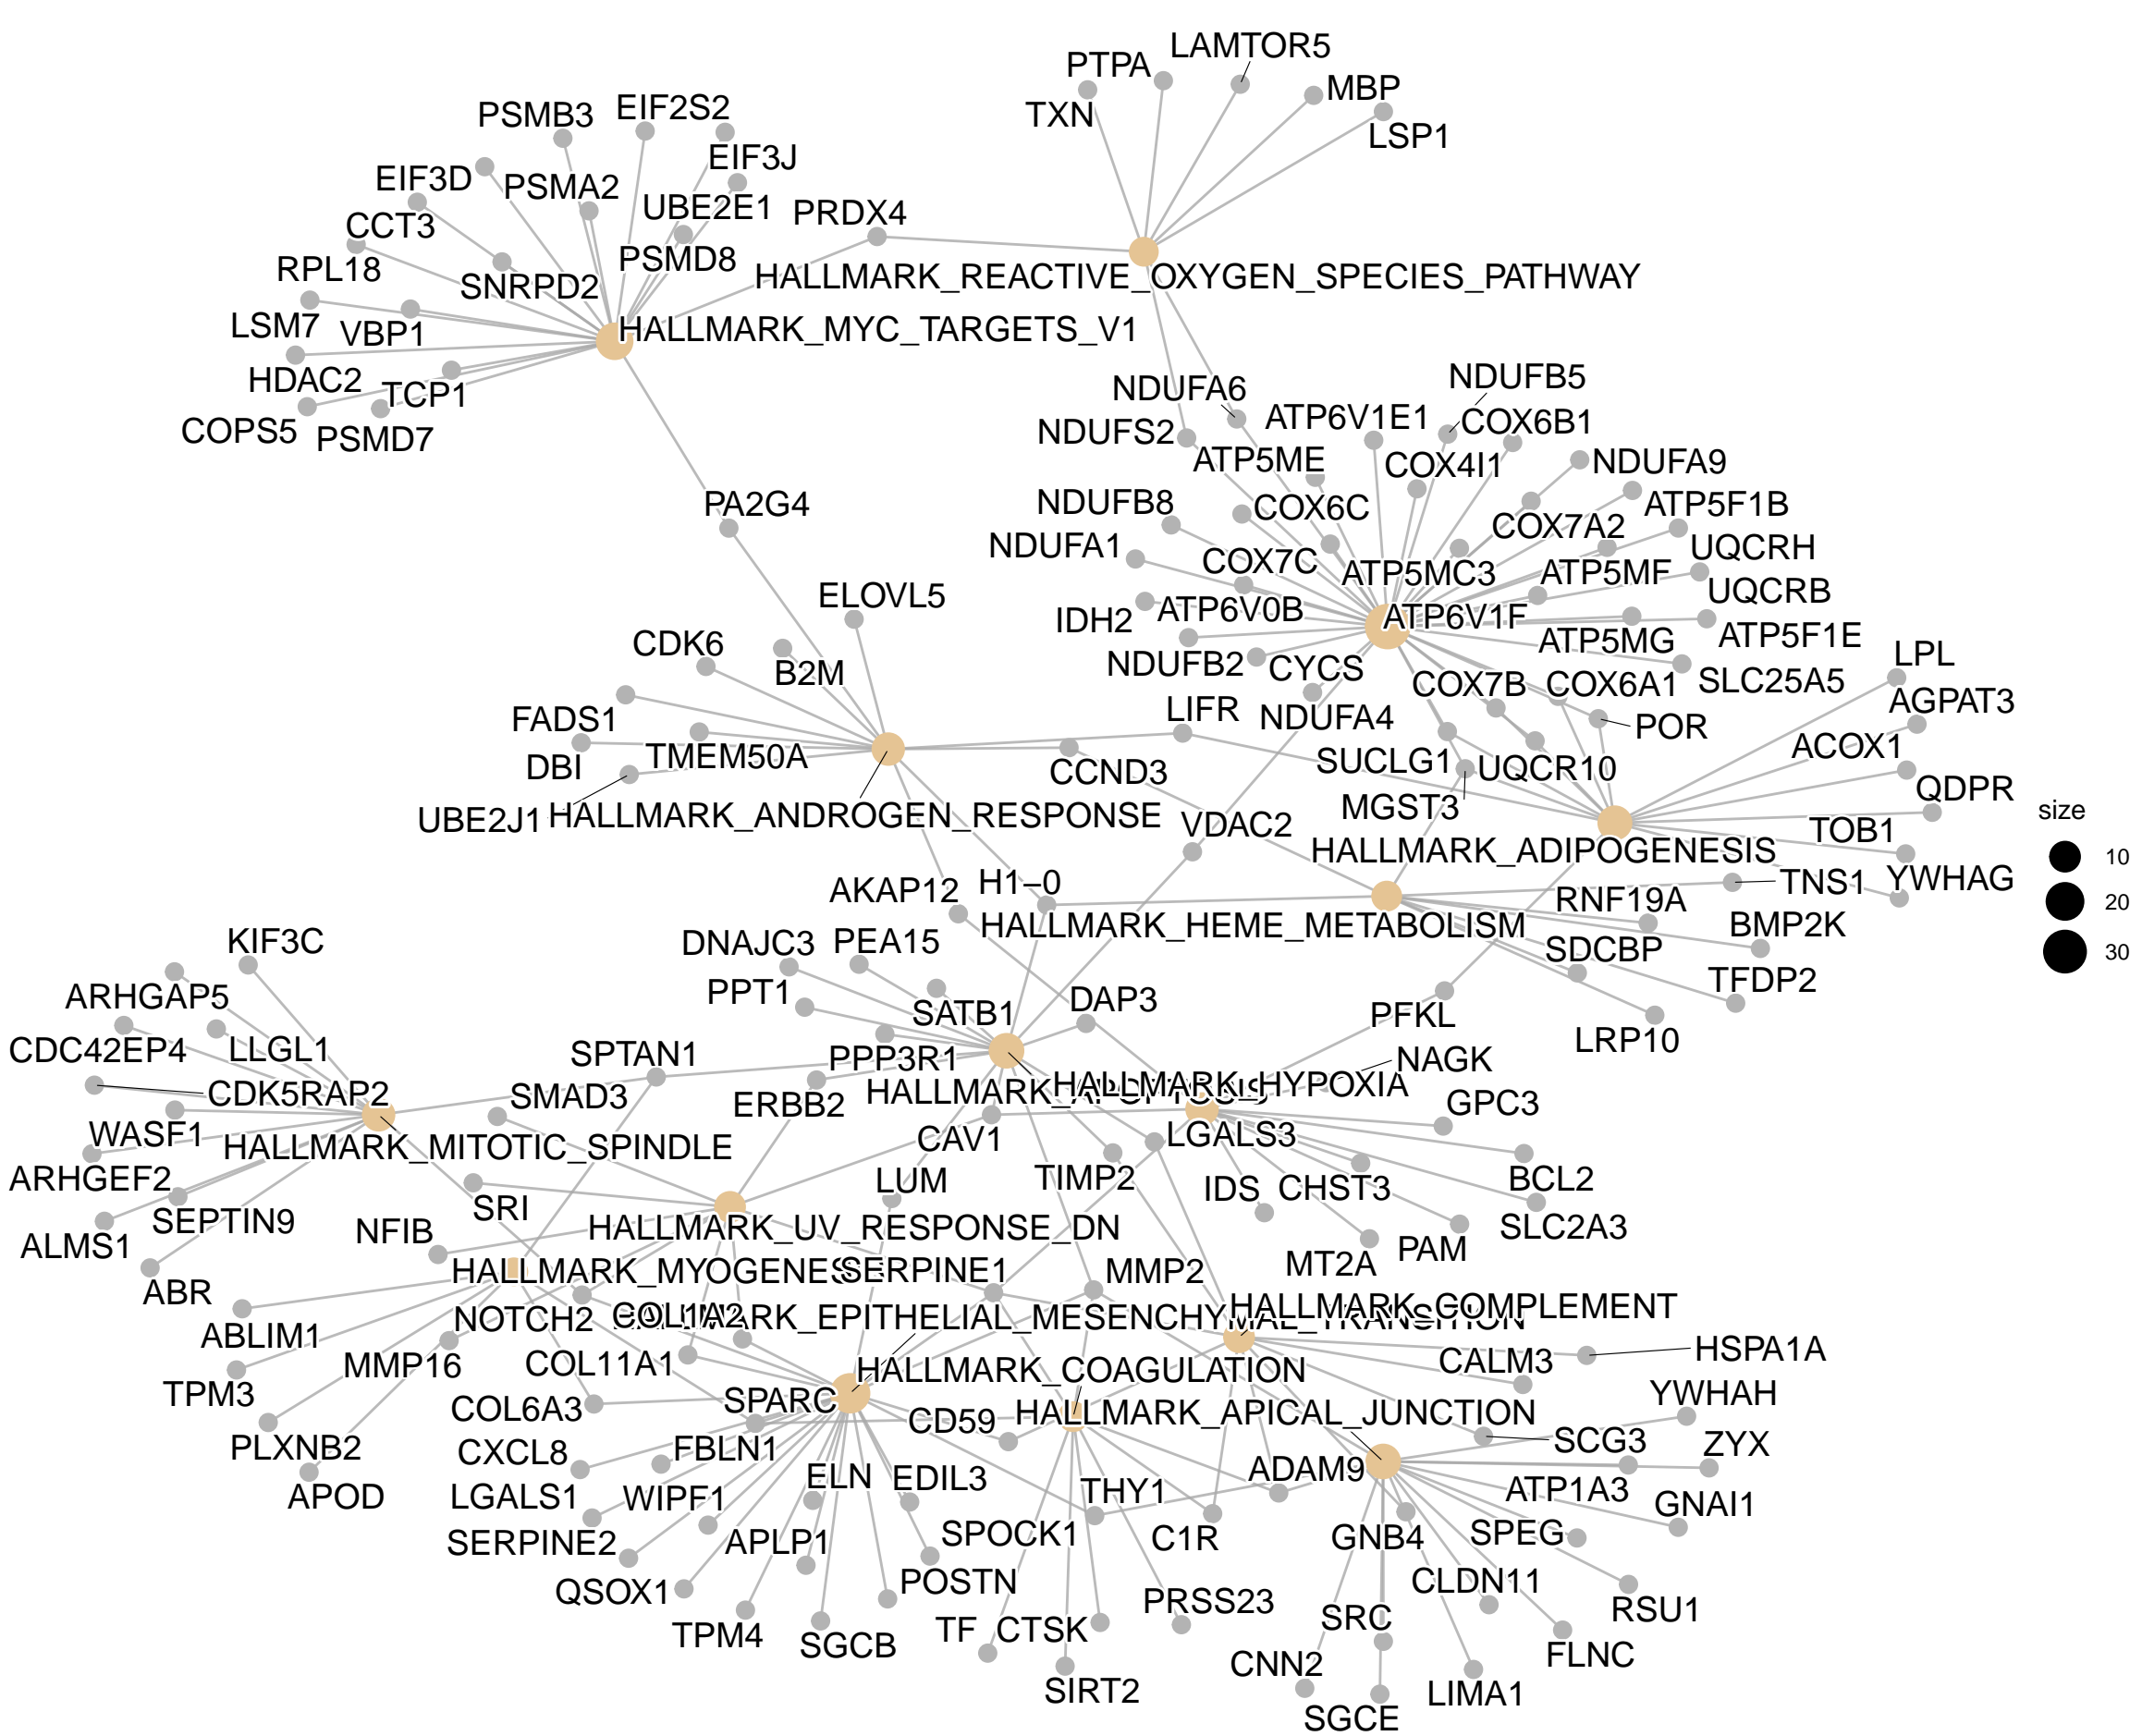 LAMTOR5
PTPA
MBP
TXN
LSP1
PSMB3
EIF2S2
EIF3J
EIF3D
PSMA2
UBE2E1
PRDX4
CCT3
PSMD8
RPL18
SNRPD2
HALLMARK_REACTIVE_OXYGEN_SPECIES_PATHWAY
LSM7
VBP1
HALLMARK_MYC_TARGETS_V1
HDAC2
TCP1
COPS5
PSMD7
NDUFA6
NDUFB5
ATP6V1E1
COX6B1
NDUFS2
ATP5ME
COX4I1
NDUFA9
PA2G4
NDUFB8
COX6C
ATP5F1B
COX7A2
NDUFA1
COX7C
ATP5MC3
ATP5MF
UQCRH
ELOVL5
IDH2
ATP6V0B
ATP6V1F
UQCRB
CDK6
B2M
NDUFB2
CYCS
ATP5MG
ATP5F1E
LPL
FADS1
LIFR
NDUFA4
COX7B
COX6A1
SLC25A5
AGPAT3
POR
DBI
TMEM50A
CCND3
SUCLG1
UQCR10
ACOX1
QDPR
UBE2J1
HALLMARK_ANDROGEN_RESPONSE
VDAC2
MGST3
TOB1
size
HALLMARK_ADIPOGENESIS
10
AKAP12
H1−0
RNF19A
TNS1
YWHAG
20
HALLMARK_HEME_METABOLISM
BMP2K
KIF3C
DNAJC3
PEA15
SDCBP
30
ARHGAP5
PPT1
SATB1
DAP3
PFKL
TFDP2
CDC42EP4
LLGL1
SPTAN1
PPP3R1
LRP10
NAGK
CDK5RAP2
SMAD3
ERBB2
HALLMARK_HYPOXIA
GPC3
WASF1
HALLMARK_MITOTIC_SPINDLE
CAV1
LGALS3
ARHGEF2
LUM
TIMP2
IDS
CHST3
BCL2
SEPTIN9
SRI
SLC2A3
ALMS1
NFIB
HALLMARK_UV_RESPONSE_DN
PAM
ABR
SERPINE1
MMP2
MT2A
ABLIM1
NOTCH2
COL1A2
HALLMARK_COMPLEMENT
MMP16
COL11A1
HALLMARK_COAGULATION
CALM3
HSPA1A
TPM3
COL6A3
SPARC
CD59
HALLMARK_APICAL_JUNCTION
YWHAH
PLXNB2
CXCL8
FBLN1
SCG3
ZYX
APOD
LGALS1
WIPF1
ELN
EDIL3
THY1
ADAM9
ATP1A3
GNAI1
SERPINE2
APLP1
SPOCK1
C1R
GNB4
SPEG
QSOX1
POSTN
PRSS23
CLDN11
RSU1
TPM4
SGCB
TF
CTSK
SRC
FLNC
SIRT2
CNN2
LIMA1
SGCE